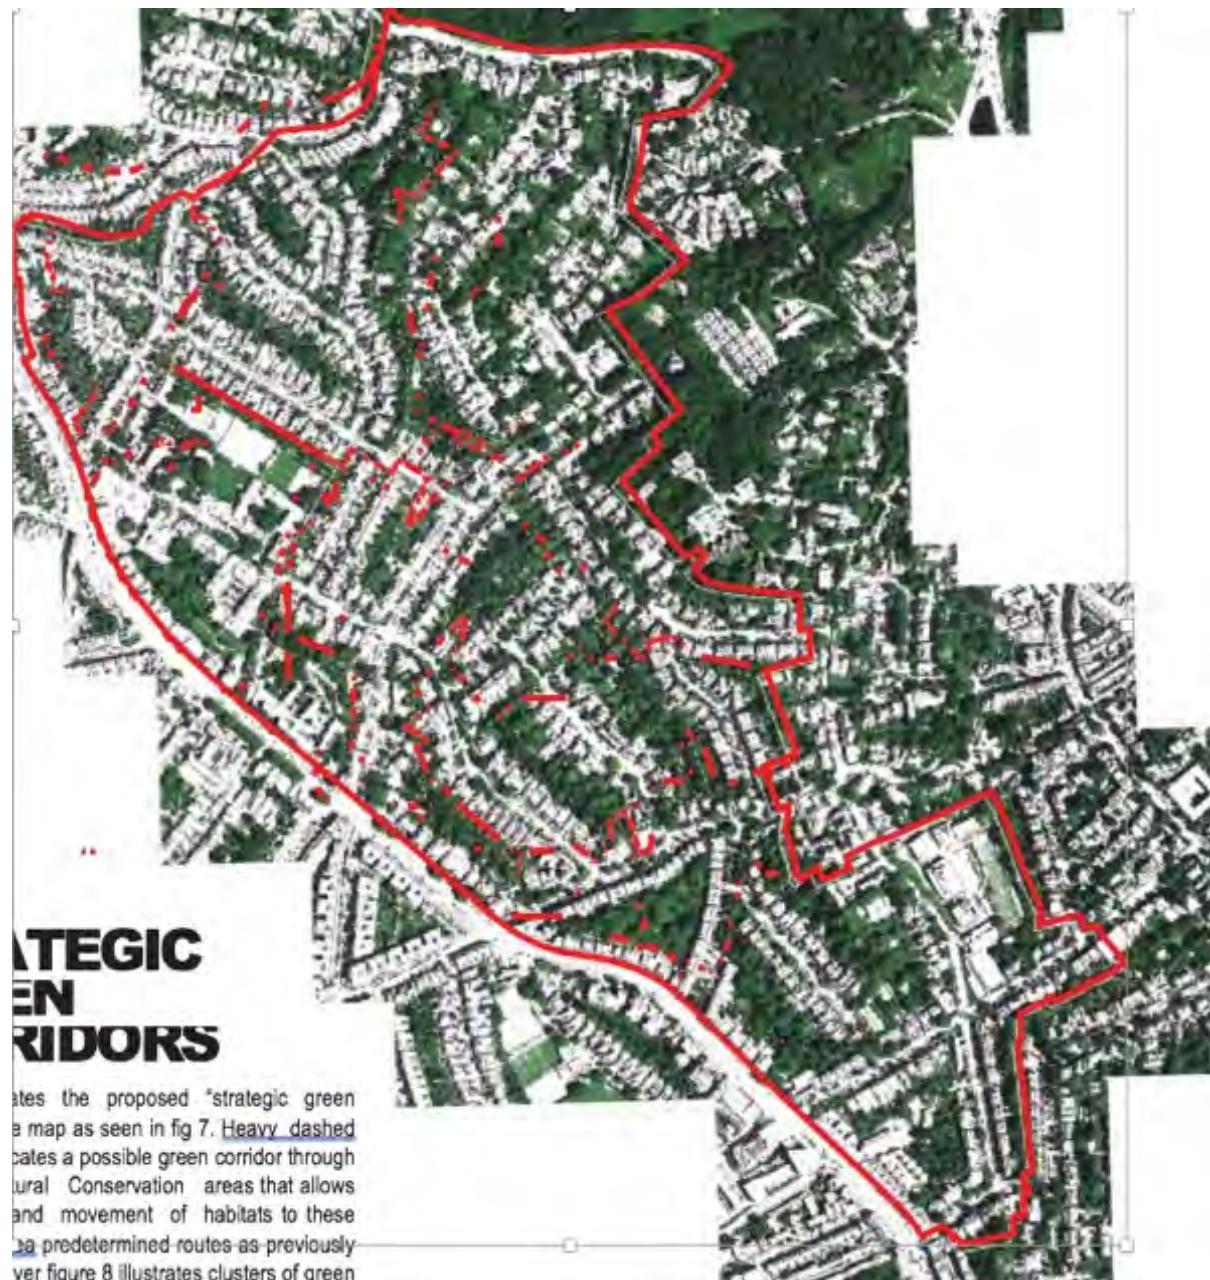 ATEGIC
EN
RIDORS
ates the proposed "strategic green
e map as seen in fig 7. Heavy dashed
cates a possible green corridor through
ural Conservation areas that allows
and movement of habitats to these
ea predetermined routes as previously
ver figure 8 illustrates clusters of green